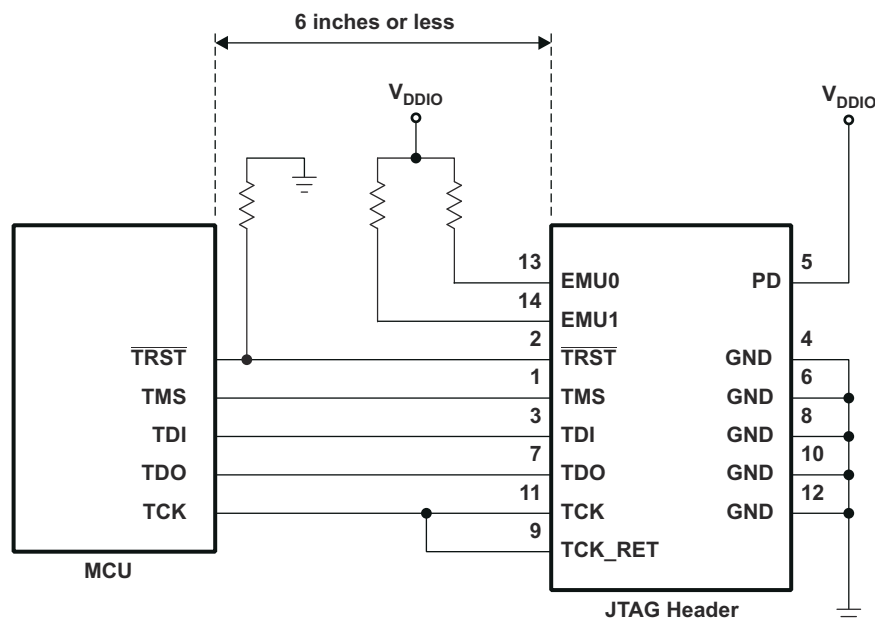 6 inches or less
VDDIO
VDDIO
13
EMU0
5
PD
14
EMU1
2
4
TRST
TRST
GND
1
6
TMS
TMS
GND
3
8
TDI
TDI
GND
7
10
TDO
TDO
GND
11
12
TCK
TCK
GND
9
TCK_RET
MCU
JTAG Header